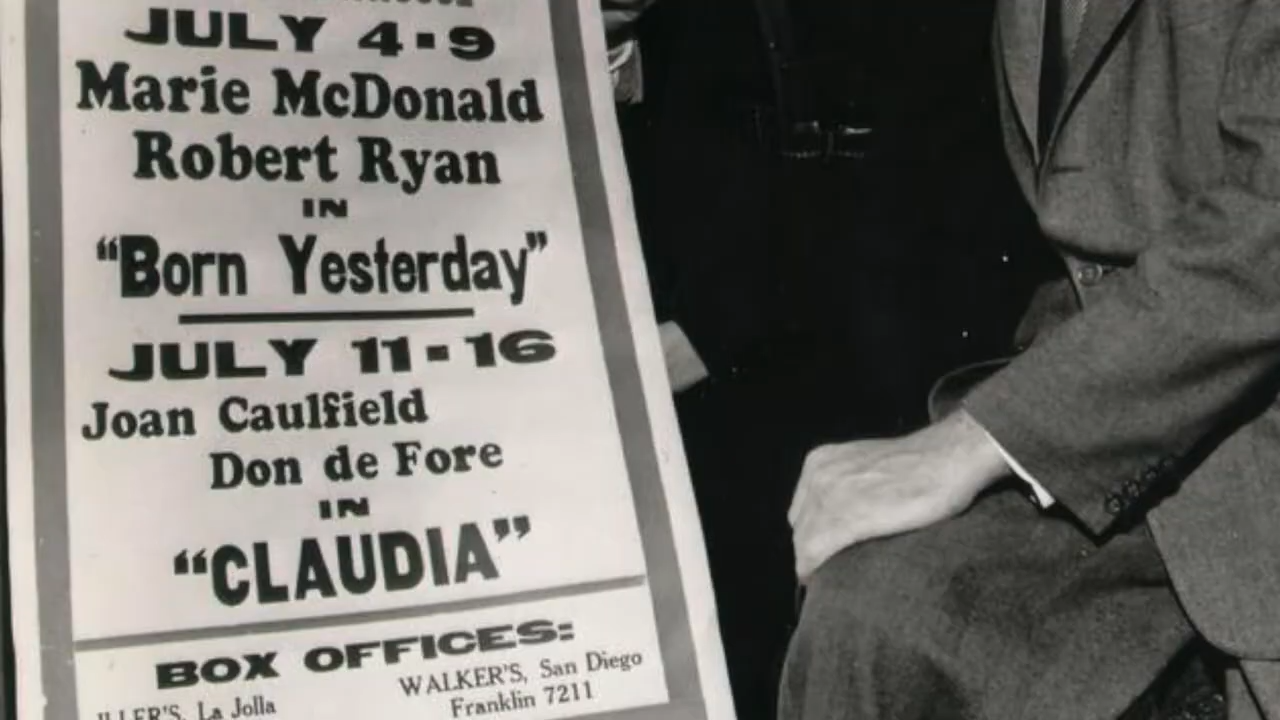 JULY 4-9
Marie McDonald
Robert Ryan
IN
“Born Yesterday”
JULY 11-16
Joan Caulfield
Don de Fore
IN
“CLAUDIA”
BOX OFFICES:
WALKER'S, San Diego
La Jolla
Franklin 7211